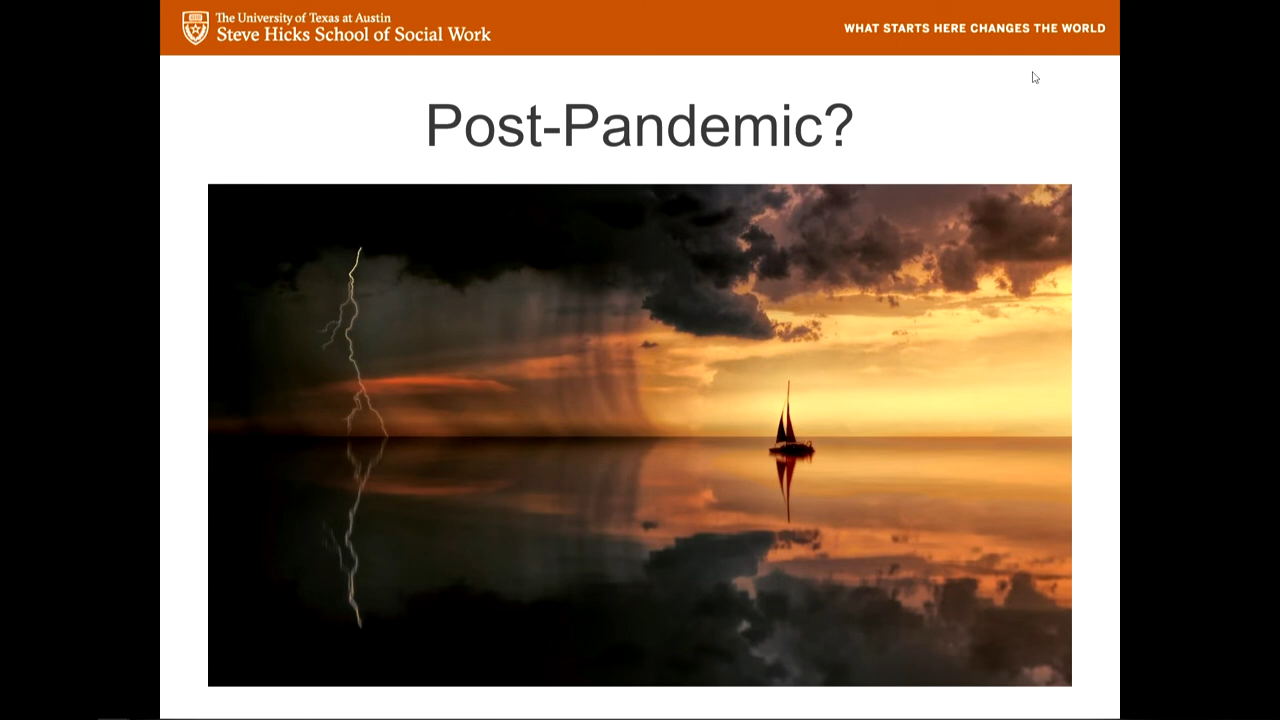 The University of Texas at Austin
Steve Hicks School of Social Work
WHAT STARTS HERE CHANGES THE WORLD
Post-Pandemic?